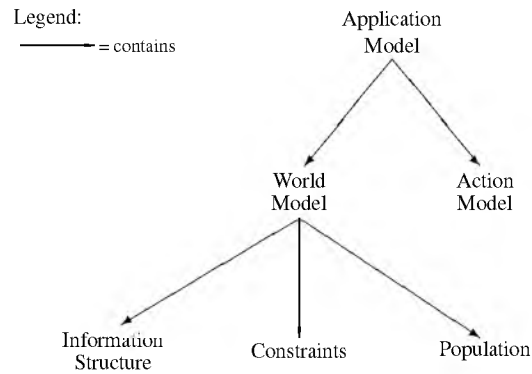 Legend:
= contains
Application
Model
World
Model
Action
Model
Information
Structure
Constraints
Population